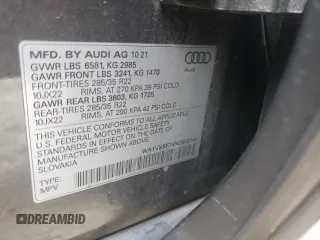 MFD. BY AUDI AG 10 21
GVWR LBS 6581, KG 2985
GAWR FRONT LBS 3241, KG 1470
FRONT-TIRES 285/35 R22
10JX22 RIMS, AT 270 KPA 39 PSI COLD
GAWR REAR LBS 3803, KG 1725
REAR-TIRES 285/35 R22
10JX22 RIMS, AT 290 KPA 42 PSI COLD
Audi
THIS VEHICLE CONFORMS TO ALL
APPLICABLE FEDERAL MOTOR VEHICLE
SAFETY STANDARDS IN EFFECT ON THE
DATE OF MANUFACTURE SHOWN ABOVE.
SLOVAKIA
TYPE:
MPV
DREAMBID